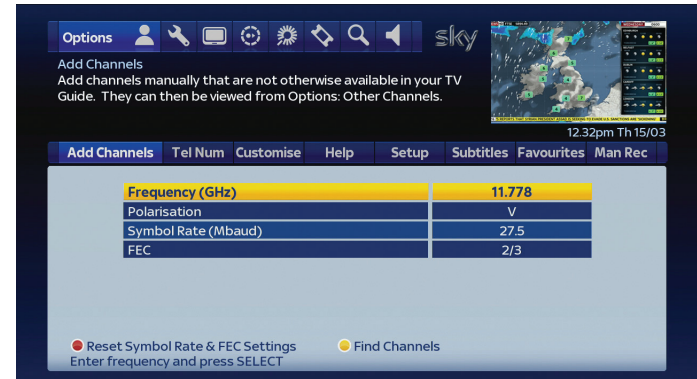 Options
sky
Add Channels
Add channels manually that are not otherwise available in your TV
Guide. They can then be viewed from Options: Other Channels.
12.32pm Th 15/03
Add Channels Tel Num Customise Help Setup Subtitles Favourites Man Rec
Frequency (GHz) 11.778
Polarisation V
Symbol Rate (Mbaud) 27.5
FEC 2/3
Reset Symbol Rate & FEC Settings Find Channels
Enter frequency and press SELECT